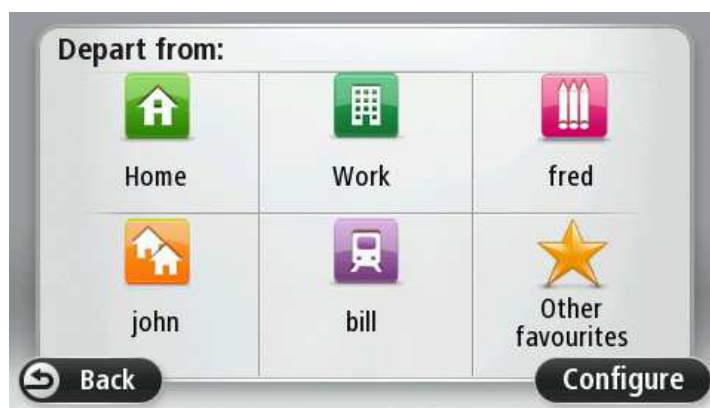 Depart from:
Home
Work
fred
john
bill
Other
favourites
Back
Configure